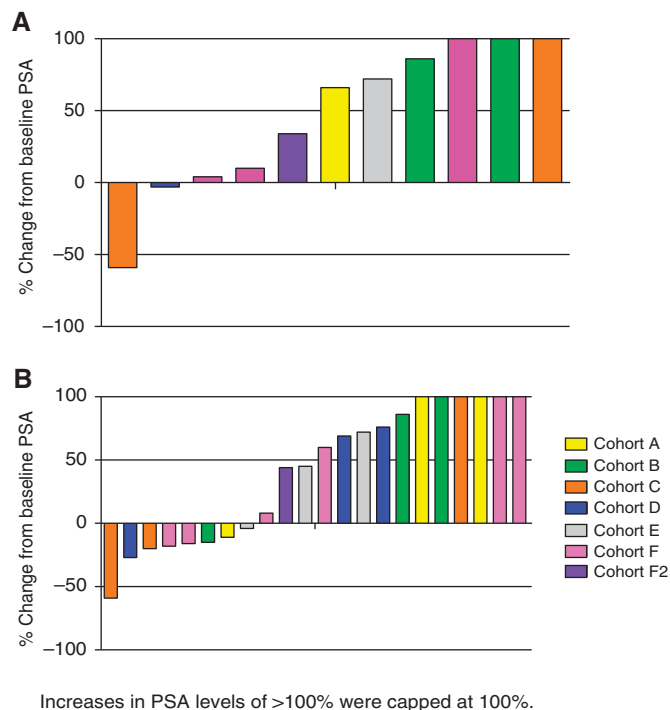 A
% Change from baseline PSA
100
50
0
−50
−100
B
% Change from baseline PSA
100
50
0
−50
−100
Cohort A
Cohort B
Cohort C
Cohort D
Cohort E
Cohort F
Cohort F2
Increases in PSA levels of >100% were capped at 100%.